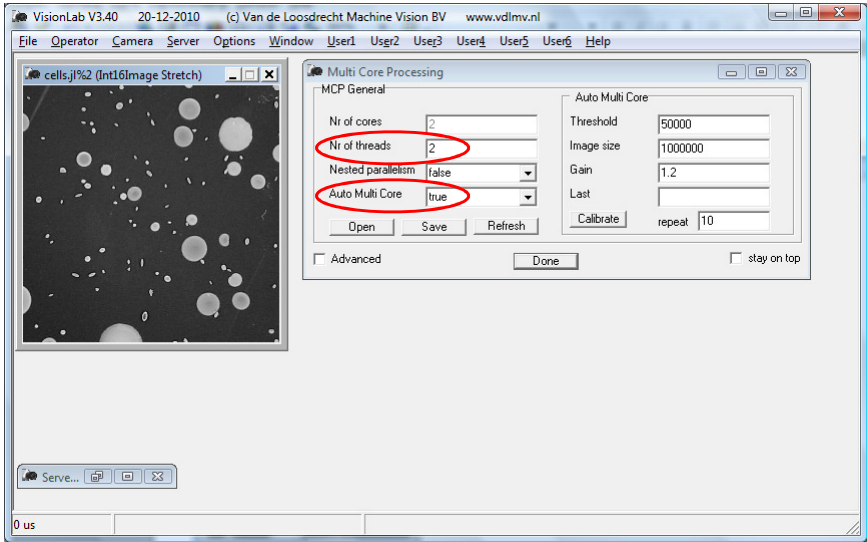 VisionLab V3.40 20-12-2010 (c) Van de Loosdrecht Machine Vision BV www.vdlmv.nl
File Operator Camera Server Options Window User1 User2 User3 User4 User5 User6 Help
cells.jl%2 (Int16Image Stretch)
Multi Core Processing
MCP General
Nr of cores 2
Nr of threads 2
Nested parallelism false
Auto Multi Core true
Open Save Refresh
Auto Multi Core
Threshold 50000
Image size 1000000
Gain 1.2
Last
Calibrate repeat 10
Advanced Done stay on top
Serve...
0 us